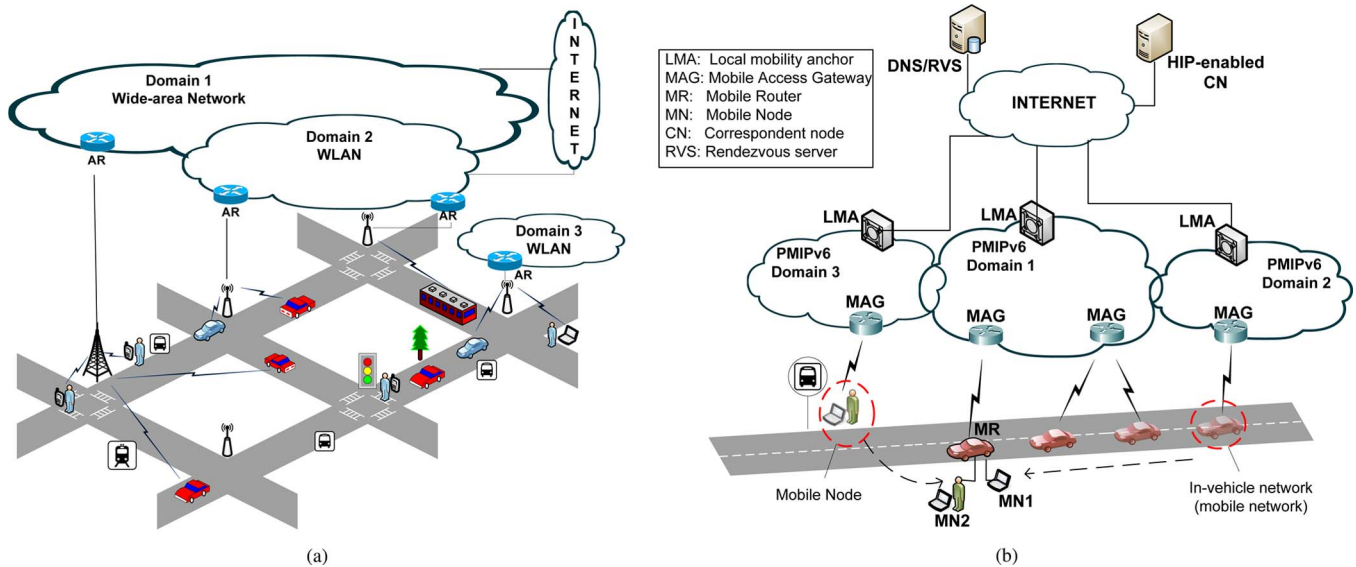 Domain 1
Wide-area Network
AR
Domain 2
WLAN
AR
AR
INTERNET
Domain 3
WLAN
AR
(a)
LMA: Local mobility anchor
MAG: Mobile Access Gateway
MR: Mobile Router
MN: Mobile Node
CN: Correspondent node
RVS: Rendezvous server
DNS/RVS
HIP-enabled
CN
INTERNET
LMA
LMA
LMA
PMIPv6
Domain 3
PMIPv6
Domain 1
PMIPv6
Domain 2
MAG
MAG
MAG
MAG
MR
Mobile Node
MN2
MN1
In-vehicle network
(mobile network)
(b)